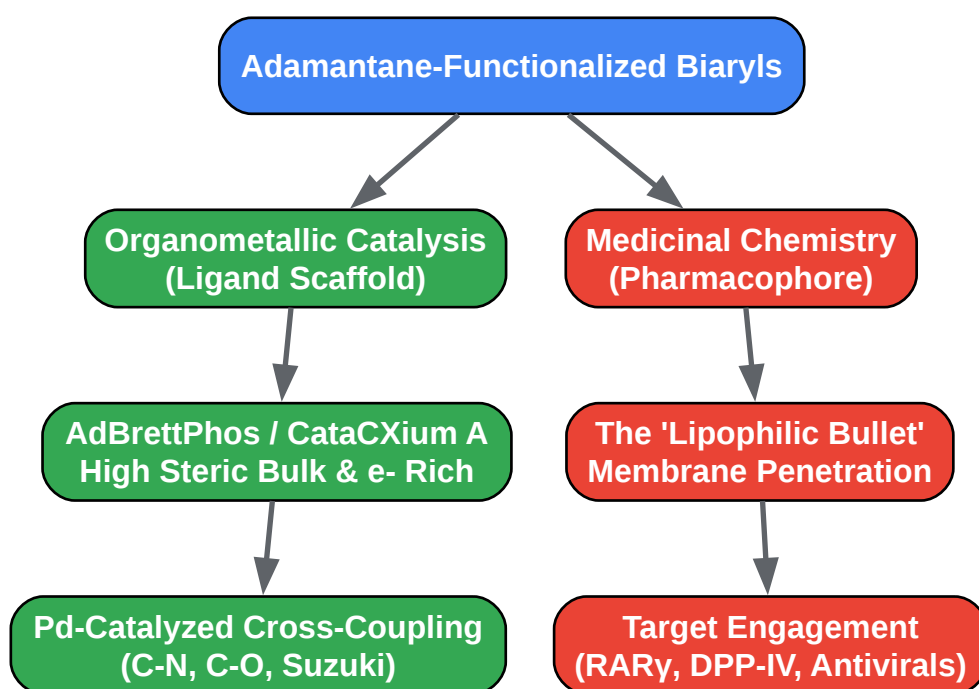 Adamantane-Functionalized Biaryls
Organometallic Catalysis
(Ligand Scaffold)
Medicinal Chemistry
(Pharmacophore)
AdBrettPhos / CataCXium A
High Steric Bulk & e- Rich
The 'Lipophilic Bullet'
Membrane Penetration
Pd-Catalyzed Cross-Coupling
(C-N, C-O, Suzuki)
Target Engagement
(RARγ, DPP-IV, Antivirals)